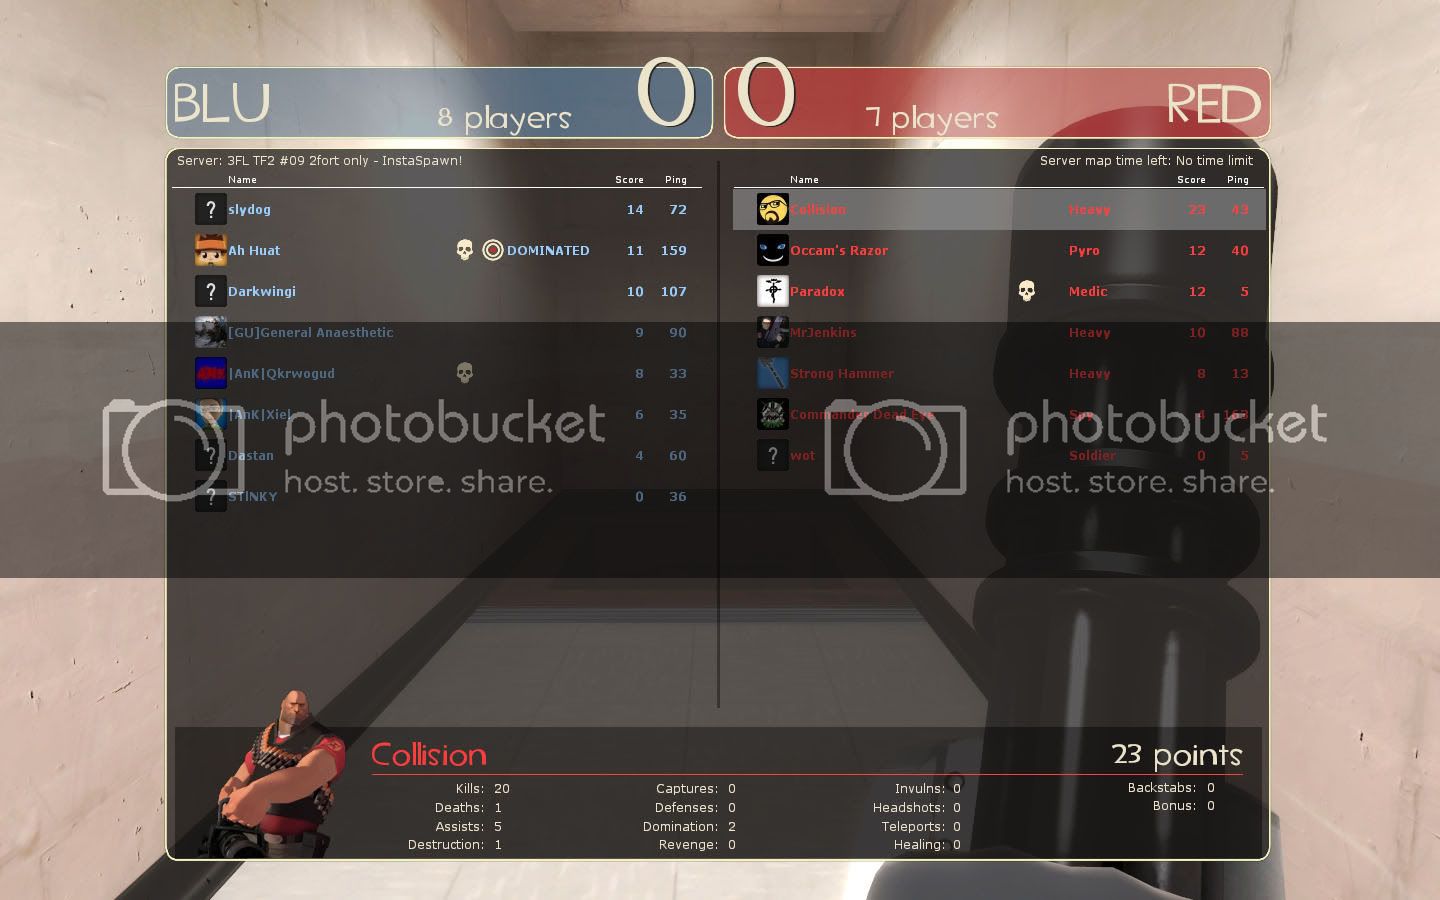 BLU 8 players 0
0 7 players RED
Server: 3FL TF2 #09 2fort only - InstaSpawn!
Server map time left: No time limit
Name Score Ping
? slydog 14 72
Ah Huat DOMINATED 11 159
? Darkwingi 10 107
[GU]General Anaesthetic 9 90
|AnK|Qkrwogud 8 33
|AnK|Xiel 6 35
? Dastan 4 60
? STiNKY 0 36
Name Score Ping
Collision Heavy 23 43
Occam's Razor Pyro 12 40
Paradox Medic 12 5
MrJenkins Heavy 10 88
Strong Hammer Heavy 8 13
Commander Dead Eye Spy 4
? wot Soldier 0 5
photobucket
host. store. share.
photobucket
host. store. share.
Collision 23 points
Kills: 20 Captures: 0 Invulns: 0 Backstabs: 0
Deaths: 1 Defenses: 0 Headshots: 0 Bonus: 0
Assists: 5 Domination: 2 Teleports: 0
Destruction: 1 Revenge: 0 Healing: 0